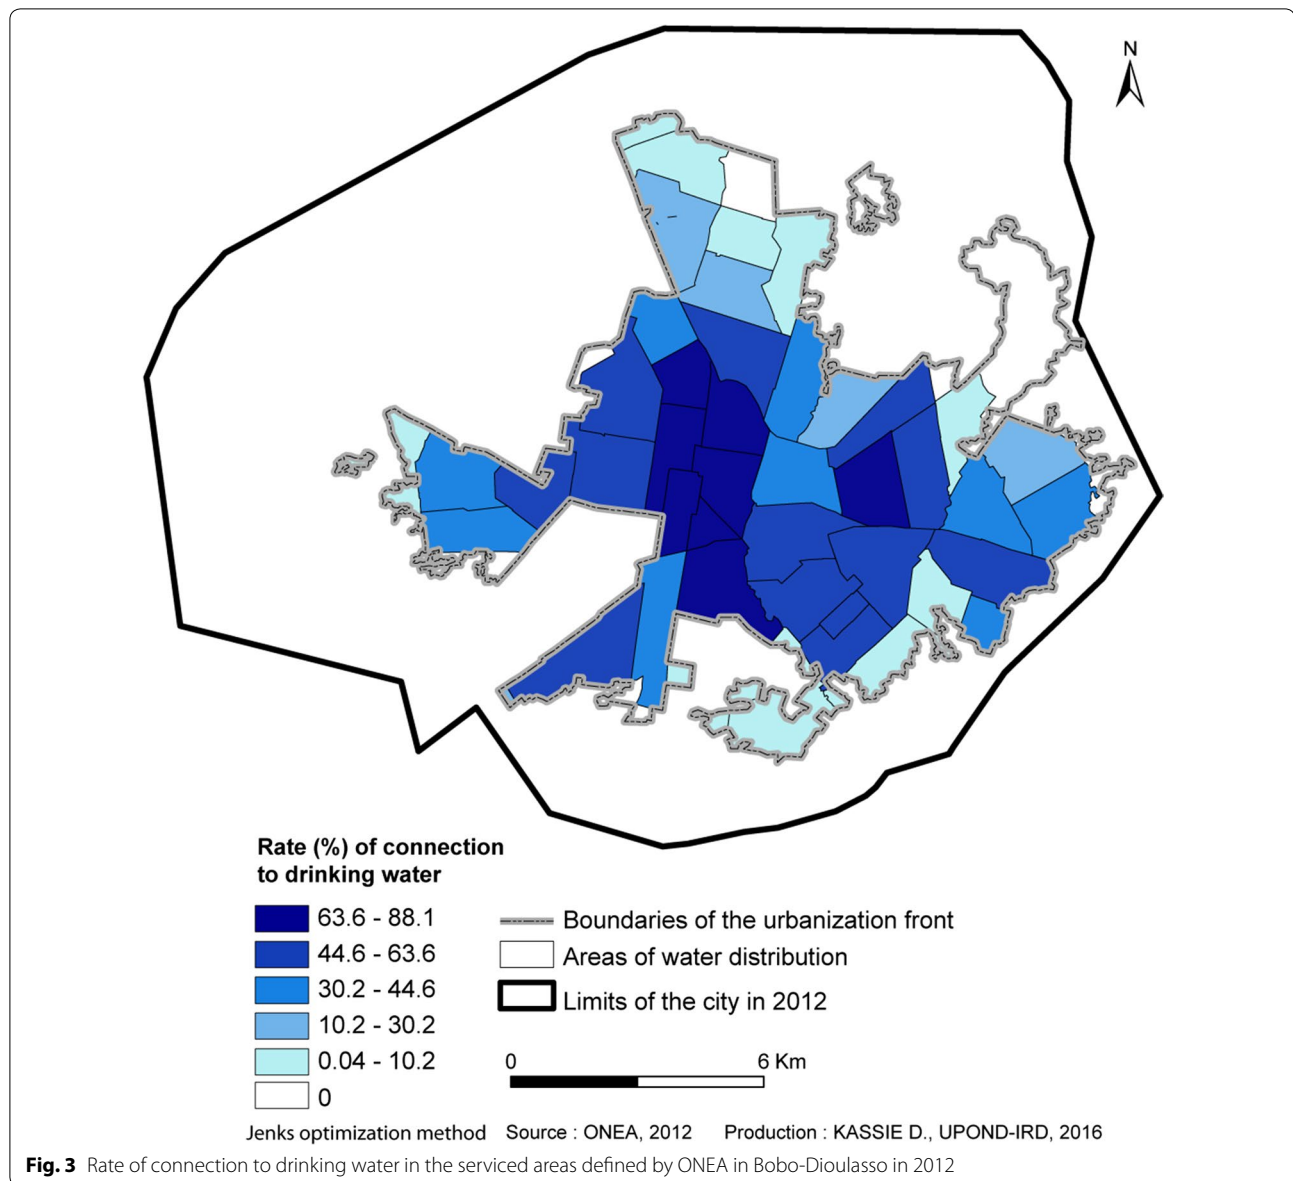 N
Rate (%) of connection
to drinking water
63.6 - 88.1
44.6 - 63.6
30.2 - 44.6
10.2 - 30.2
0.04 - 10.2
0
Boundaries of the urbanization front
Areas of water distribution
Limits of the city in 2012
0 6 Km
Jenks optimization method Source : ONEA, 2012 Production : KASSIE D., UPOND-IRD, 2016
Fig. 3 Rate of connection to drinking water in the serviced areas defined by ONEA in Bobo-Dioulasso in 2012